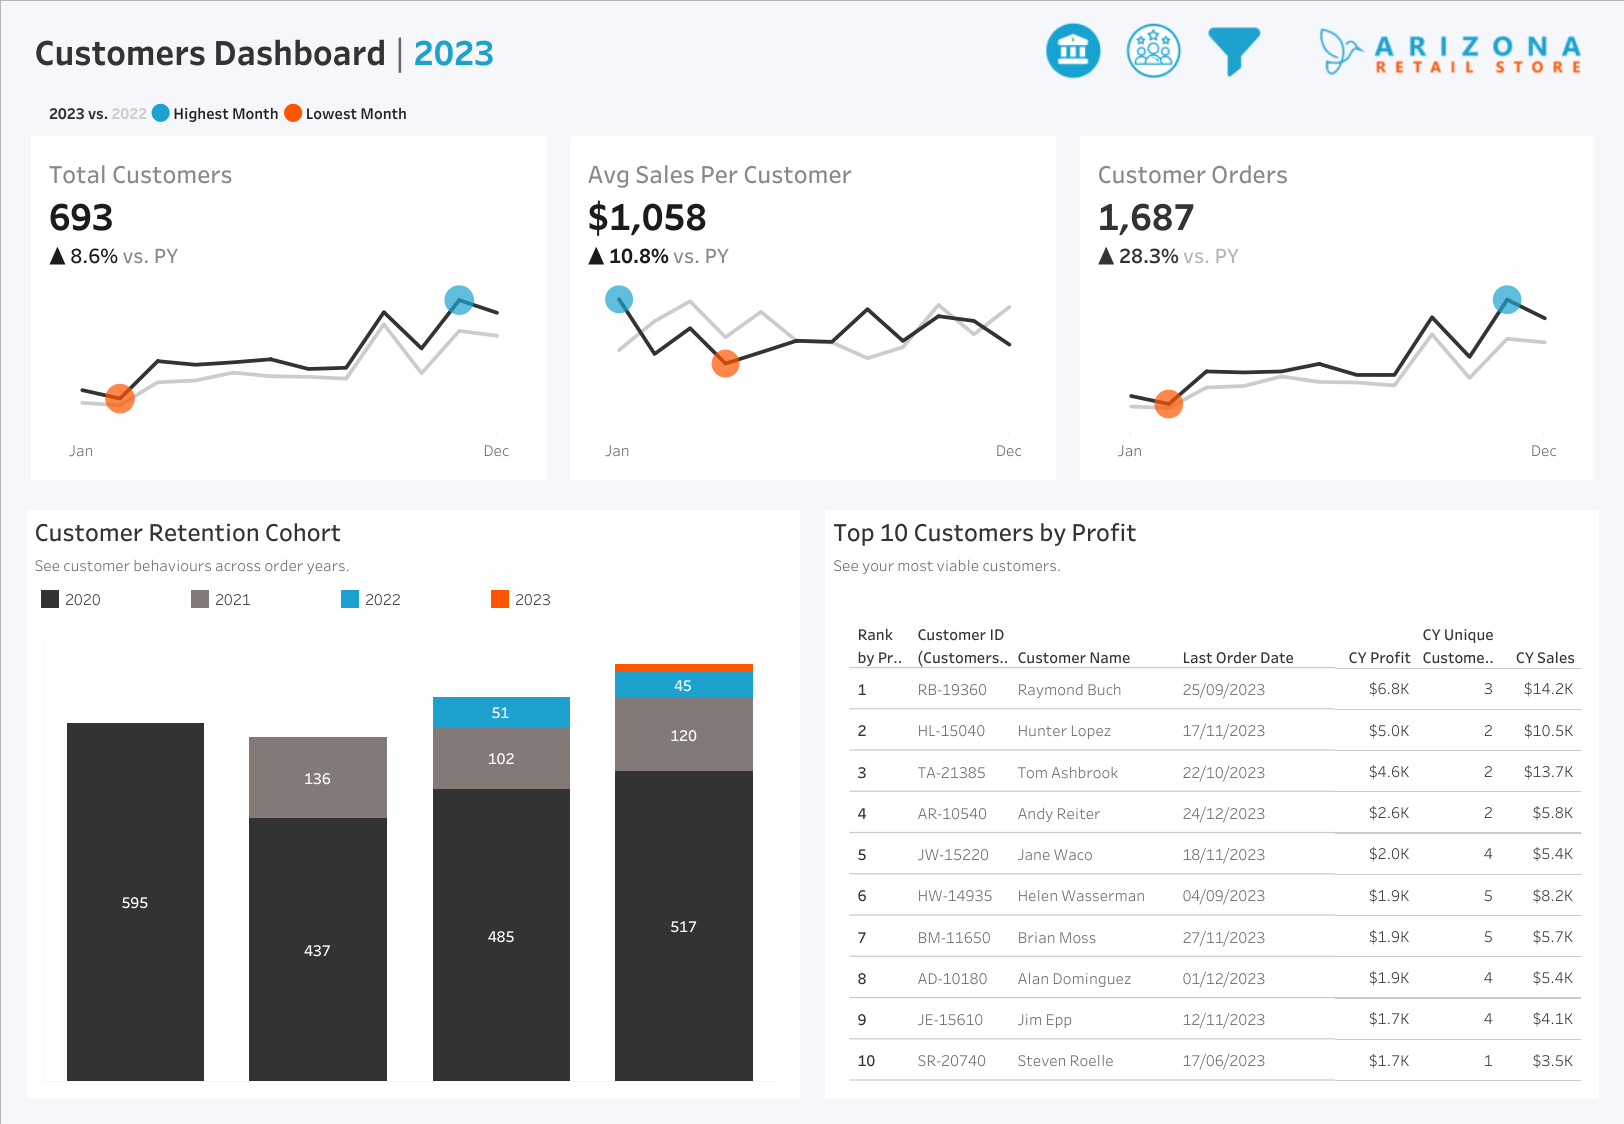 Customers Dashboard | 2023
ARIZONA
RETAIL STORE
2023 vs. 2022 Highest Month Lowest Month
Total Customers
693
▲ 8.6% vs. PY
Jan Dec
Avg Sales Per Customer
$1,058
▲ 10.8% vs. PY
Jan Dec
Customer Orders
1,687
▲ 28.3% vs. PY
Jan Dec
Customer Retention Cohort
See customer behaviours across order years.
2020 2021 2022 2023
595
136
437
51
102
485
45
120
517
Top 10 Customers by Profit
See your most viable customers.
Rank Customer ID CY Unique
by Pr.. (Customers.. Customer Name Last Order Date CY Profit Custome.. CY Sales
1 RB-19360 Raymond Buch 25/09/2023 $6.8K 3 $14.2K
2 HL-15040 Hunter Lopez 17/11/2023 $5.0K 2 $10.5K
3 TA-21385 Tom Ashbrook 22/10/2023 $4.6K 2 $13.7K
4 AR-10540 Andy Reiter 24/12/2023 $2.6K 2 $5.8K
5 JW-15220 Jane Waco 18/11/2023 $2.0K 4 $5.4K
6 HW-14935 Helen Wasserman 04/09/2023 $1.9K 5 $8.2K
7 BM-11650 Brian Moss 27/11/2023 $1.9K 5 $5.7K
8 AD-10180 Alan Dominguez 01/12/2023 $1.9K 4 $5.4K
9 JE-15610 Jim Epp 12/11/2023 $1.7K 4 $4.1K
10 SR-20740 Steven Roelle 17/06/2023 $1.7K 1 $3.5K